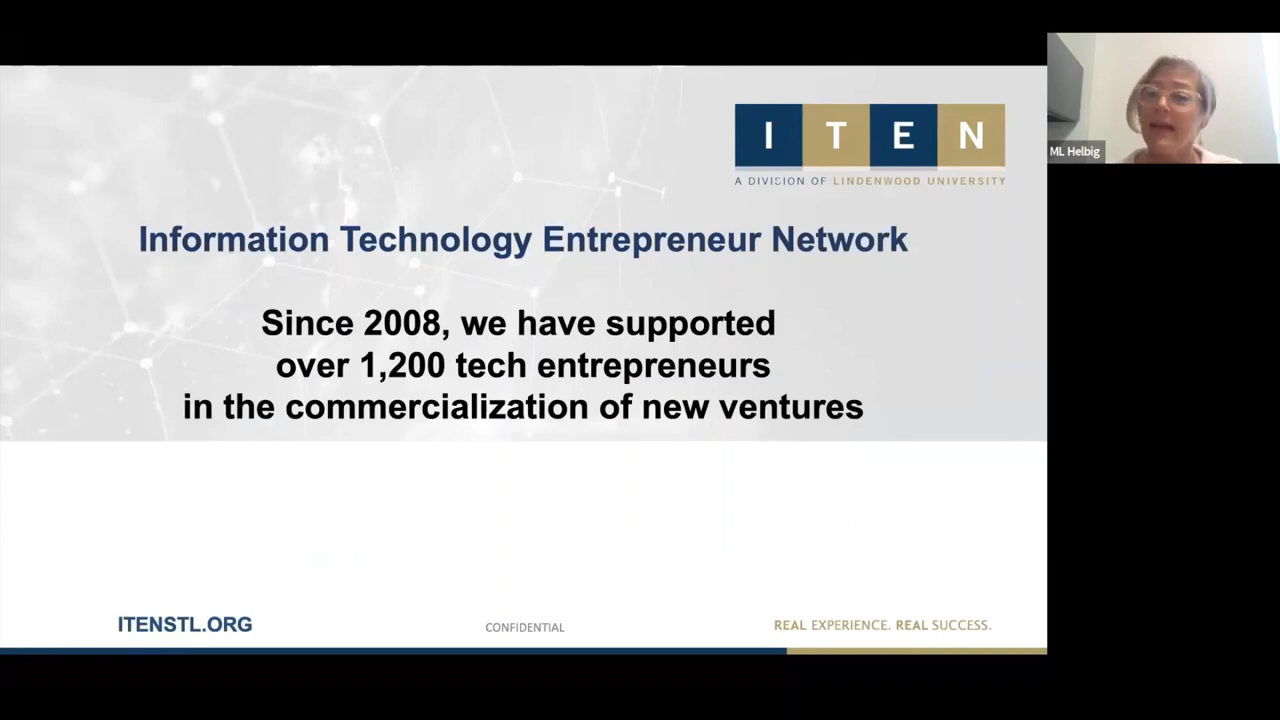 I T E N
A DIVISION OF LINDENWOOD UNIVERSITY
ML Helbig
Information Technology Entrepreneur Network
Since 2008, we have supported
over 1,200 tech entrepreneurs
in the commercialization of new ventures
ITENSTL.ORG
CONFIDENTIAL
REAL EXPERIENCE. REAL SUCCESS.